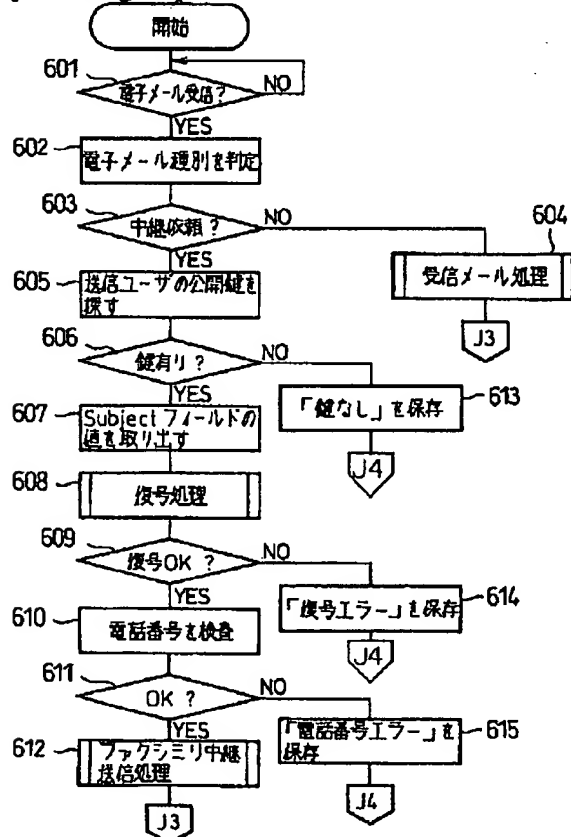 開始
601
電子メール受信?
NO
YES
602
電子メール種別を判定
603
中継依頼?
NO
YES
604
受信メール処理
J3
605
送信ユーザの公開鍵を
探す
606
鍵有り?
NO
YES
613
「鍵なし」を保存
J4
607
Subjectフィールドの
値を取り出す
608
復号処理
609
復号OK?
NO
YES
614
「復号エラー」を保存
J4
610
電話番号を検査
611
OK?
NO
YES
615
「電話番号エラー」を
保存
J4
612
ファクシミリ中継
送信処理
J3